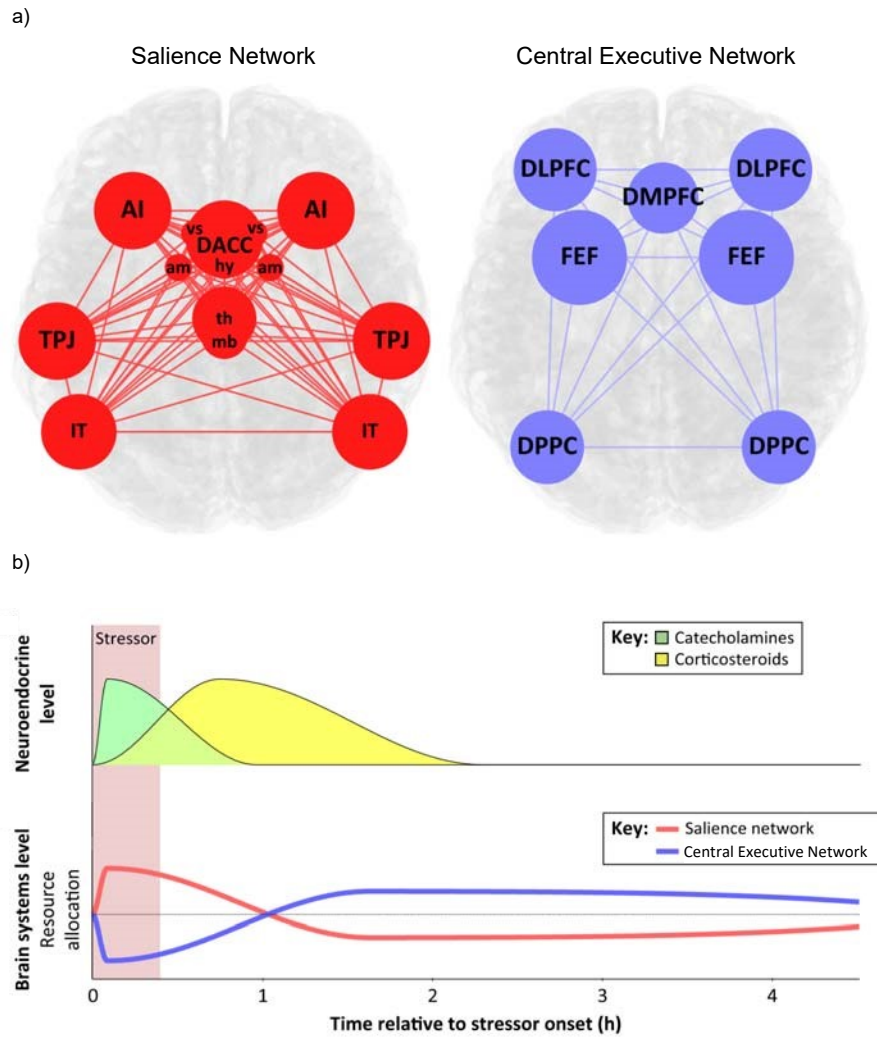 a)
Salience Network
Central Executive Network
AI
AI
vs
vs
DACC
am
hy
am
TPJ
th
TPJ
mb
IT
IT
DLPFC
DLPFC
DMPFC
FEF
FEF
DPPC
DPPC
b)
Stressor
Key:
Catecholamines
Corticosteroids
Neuroendocrine
level
Key:
Salience network
Central Executive Network
Brain systems level
Resource
allocation
0
1
2
3
4
Time relative to stressor onset (h)